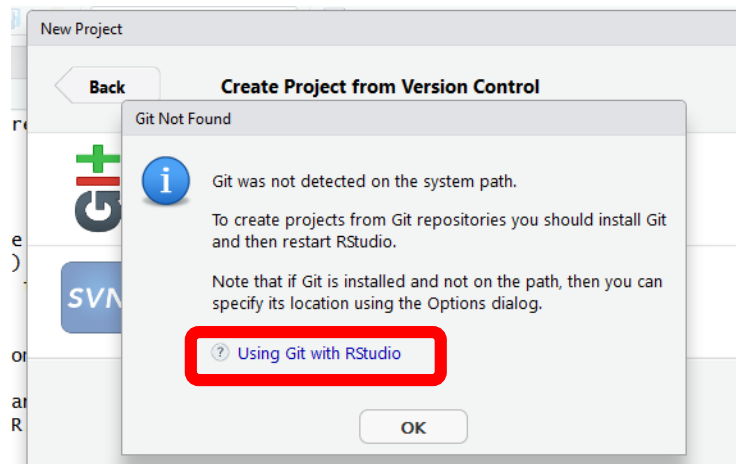 New Project
Back
Create Project from Version Control
Git Not Found
Git was not detected on the system path.
To create projects from Git repositories you should install Git
and then restart RStudio.
Note that if Git is installed and not on the path, then you can
specify its location using the Options dialog.
? Using Git with RStudio
OK
git
SVN